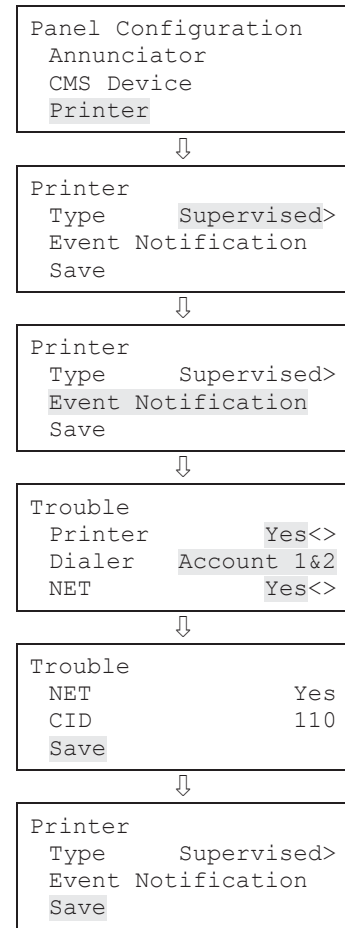 Panel Configuration
Annunciator
CMS Device
Printer
⇩
Printer
Type Supervised>
Event Notification
Save
⇩
Printer
Type Supervised>
Event Notification
Save
⇩
Trouble
Printer Yes<>
Dialer Account 1&2
NET Yes<>
⇩
Trouble
NET Yes
CID 110
Save
⇩
Printer
Type Supervised>
Event Notification
Save